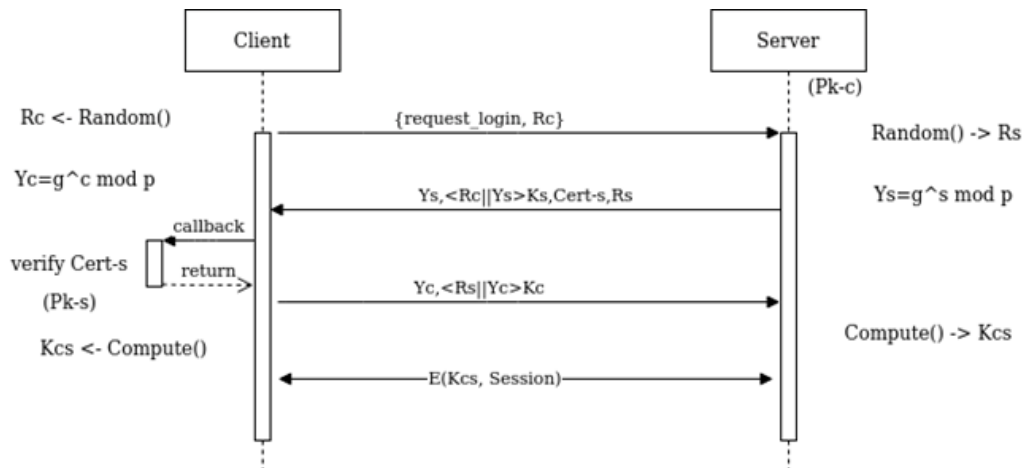 Client
Server
(Pk-c)
Rc <- Random()
{request_login, Rc}
Random() -> Rs
Yc=g^c mod p
Ys,<Rc||Ys>Ks,Cert-s,Rs
Ys=g^s mod p
callback
verify Cert-s
return
(Pk-s)
Yc,<Rs||Yc>Kc
Compute() -> Kcs
Kcs <- Compute()
E(Kcs, Session)